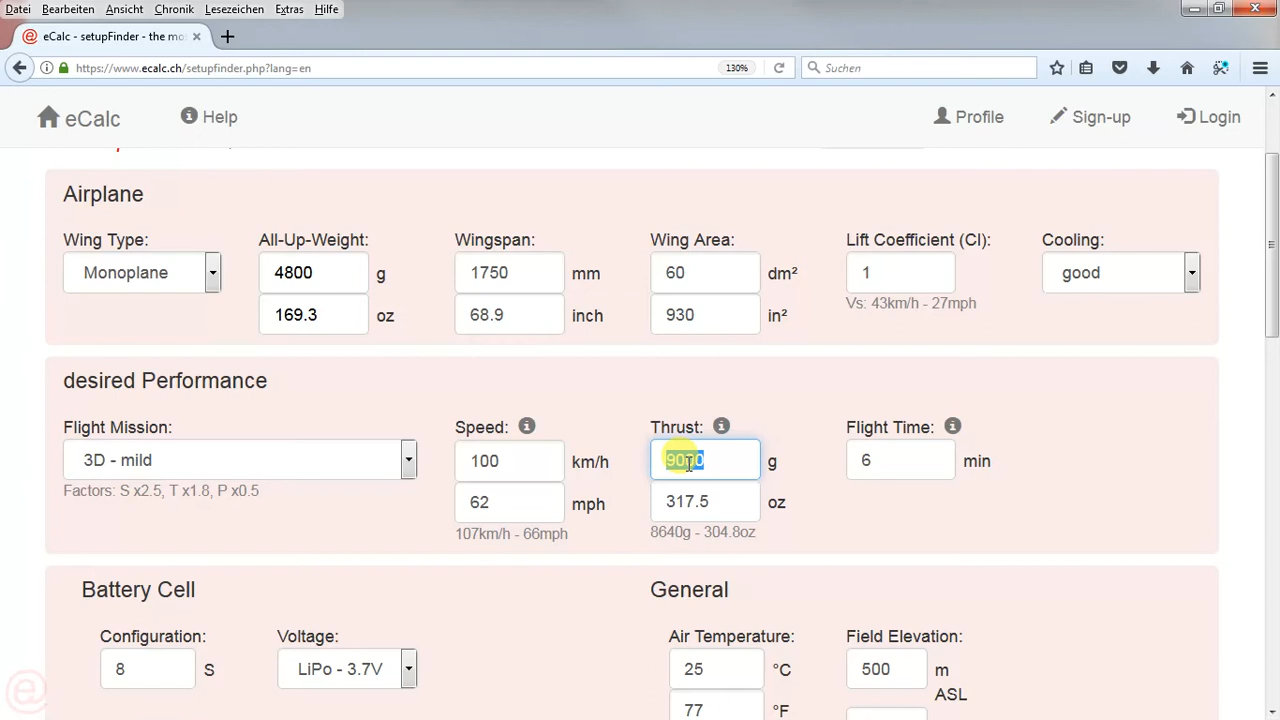 Datei Bearbeiten Ansicht Chronik Lesezeichen Extras Hilfe
eCalc - setupFinder - the mo
https://www.ecalc.ch/setupfinder.php?lang=en 130% Suchen
eCalc Help Profile Sign-up Login
Airplane
Wing Type: All-Up-Weight: Wingspan: Wing Area: Lift Coefficient (Cl): Cooling:
Monoplane 4800 g 1750 mm 60 dm² 1 good
Vs: 43km/h - 27mph
169.3 oz 68.9 inch 930 in²
desired Performance
Flight Mission: Speed: Thrust: Flight Time:
3D - mild 100 km/h 9000 g 6 min
Factors: S x2.5, T x1.8, P x0.5
62 mph 317.5 oz
107km/h - 66mph 8640g - 304.8oz
Battery Cell General
Configuration: Voltage: Air Temperature: Field Elevation:
8 S LiPo - 3.7V 25 °C 500 m
ASL
77 °F